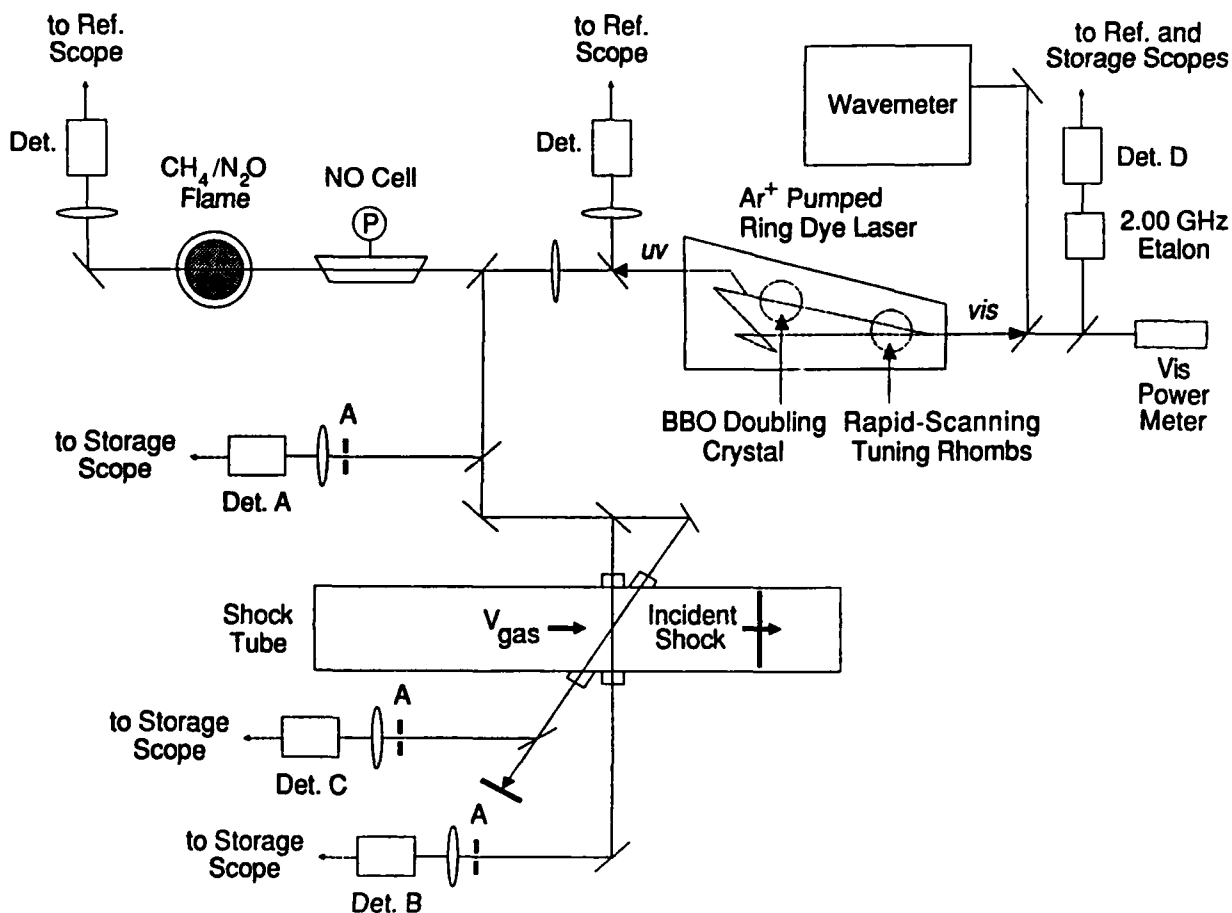 to Ref.
Scope
to Ref.
Scope
to Ref. and
Storage Scopes
Wavemeter
Det.
CH4/N2O
Flame
NO Cell
P
Det.
Ar+ Pumped
Ring Dye Laser
Det. D
2.00 GHz
Etalon
uv
vis
Vis
Power
Meter
BBO Doubling
Crystal
Rapid-Scanning
Tuning Rhombs
A
to Storage
Scope
Det. A
Shock
Tube
Vgas
Incident
Shock
A
to Storage
Scope
Det. C
A
to Storage
Scope
Det. B